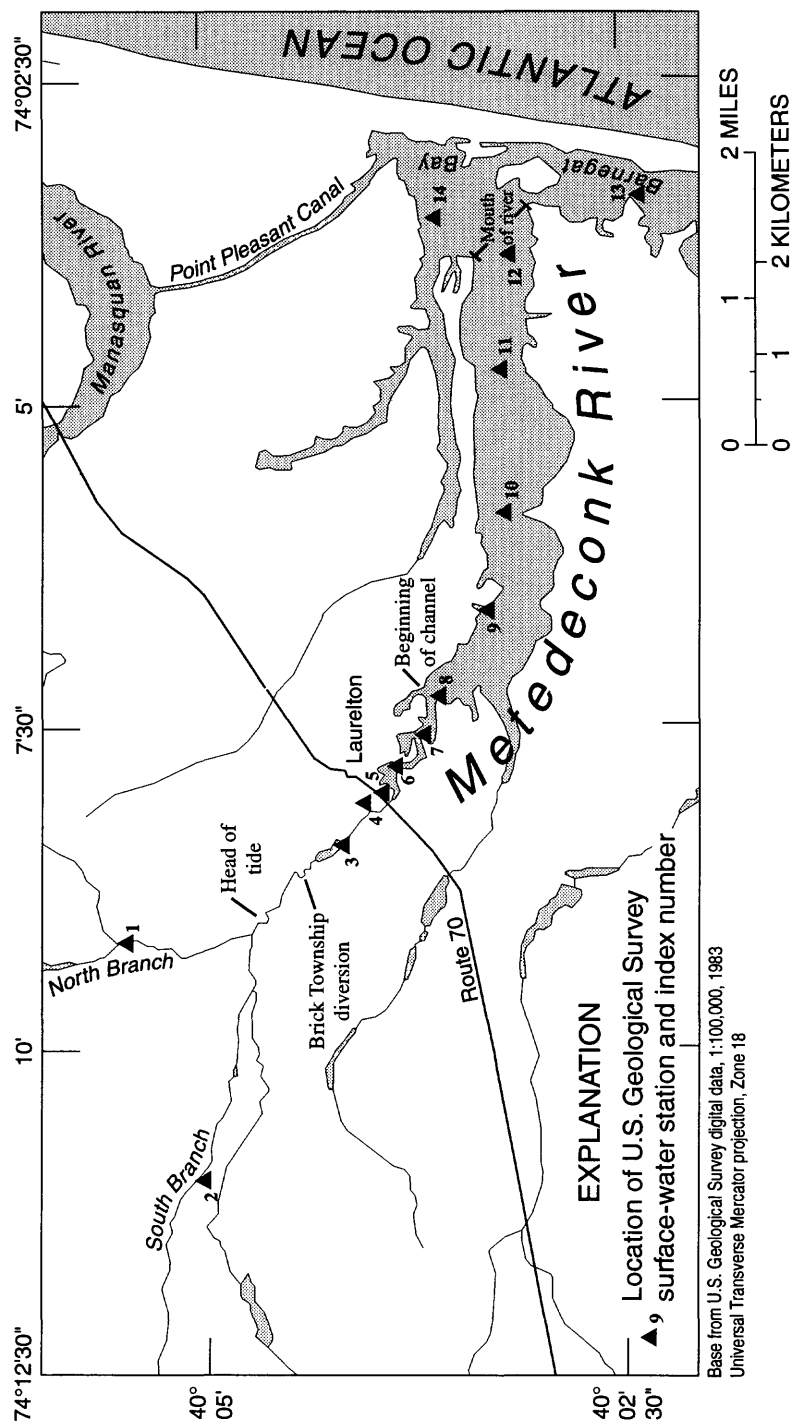 74°12'30"
10'
7'30"
5'
74°02'30"
40°
05'
40°
02'
30"
South Branch
North Branch
1
2
Head of
tide
Brick Township
diversion
3
4
5
6
7
8
9
10
11
12
13
14
Laurelton
Beginning
of channel
Route 70
Metedeconk River
Manasquan River
Point Pleasant Canal
Mouth
of river
Barnegat
Bay
ATLANTIC OCEAN
EXPLANATION
9
Location of U.S. Geological Survey
surface-water station and index number
Base from U.S. Geological Survey digital data, 1:100,000, 1983
Universal Transverse Mercator projection, Zone 18
0 1 2 MILES
0 1 2 KILOMETERS